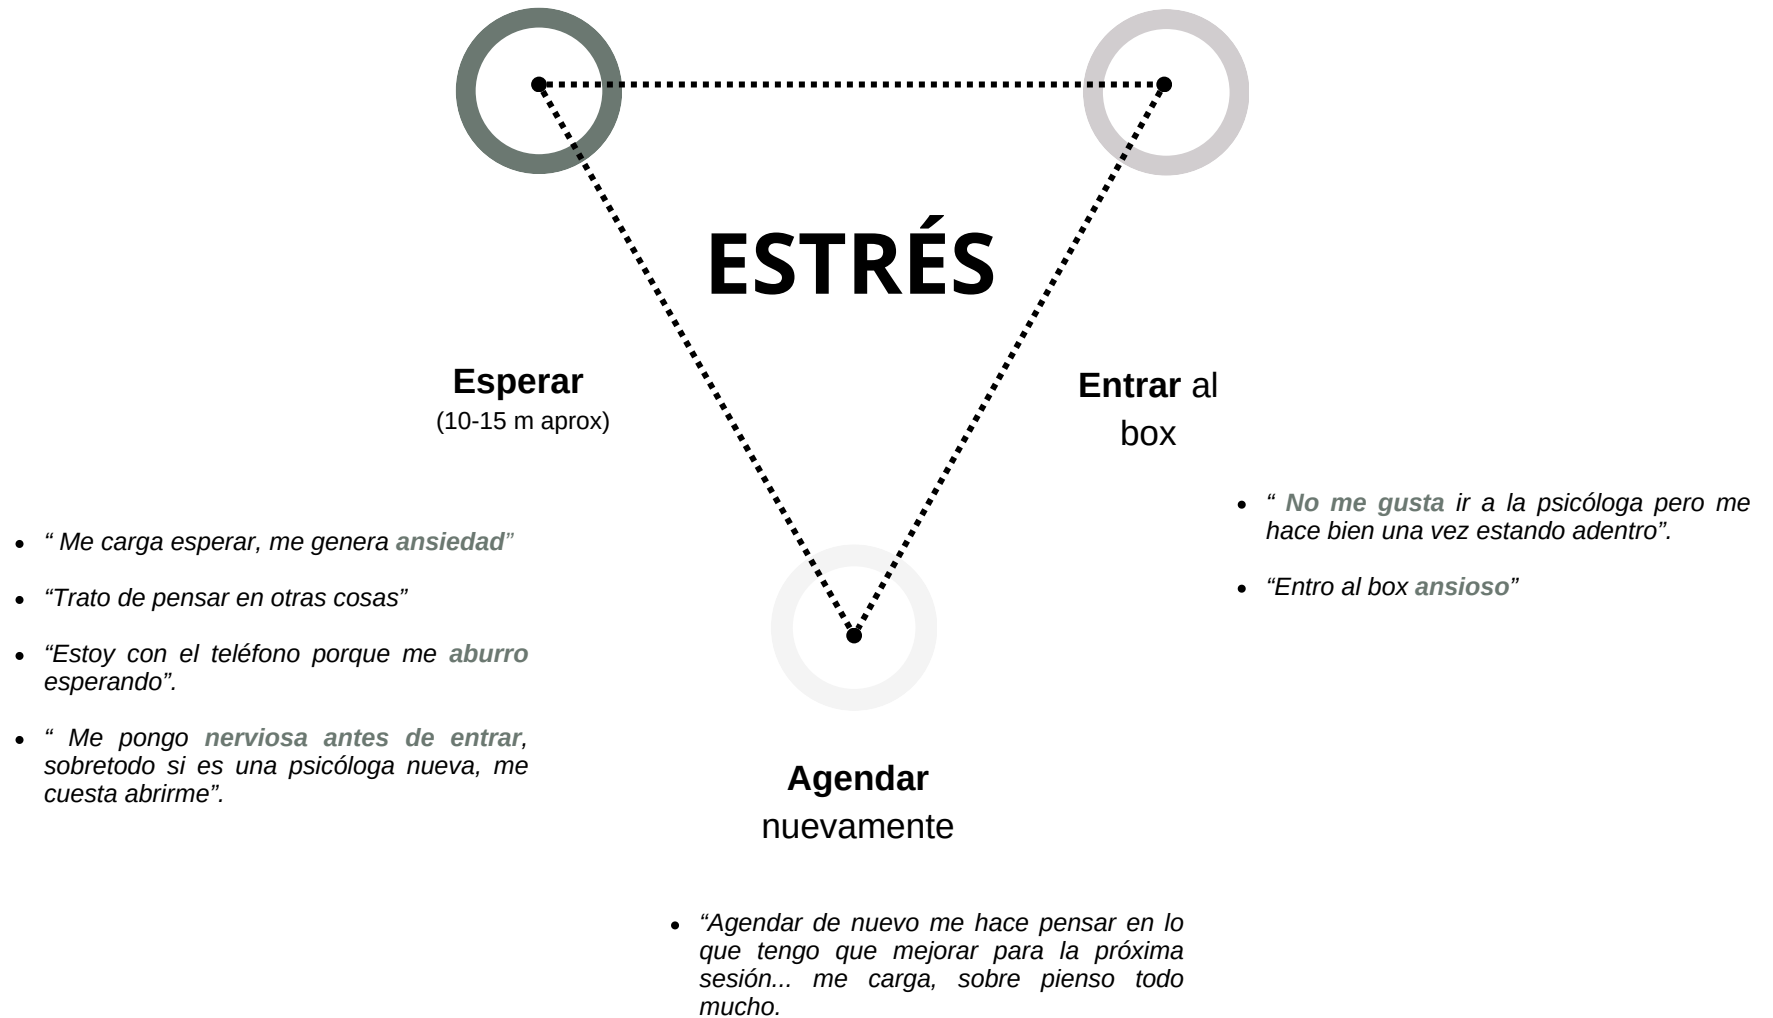 ESTRÉS
Esperar
(10-15 m aprox)
• “ Me carga esperar, me genera ansiedad”
• “Trato de pensar en otras cosas”
• “Estoy con el teléfono porque me aburro
esperando”.
• “ Me pongo nerviosa antes de entrar,
sobretodo si es una psicóloga nueva, me
cuesta abrirme”.
Entrar al
box
• “ No me gusta ir a la psicóloga pero me
hace bien una vez estando adentro”.
• “Entro al box ansioso”
Agendar
nuevamente
• “Agendar de nuevo me hace pensar en lo
que tengo que mejorar para la próxima
sesión... me carga, sobre pienso todo
mucho.